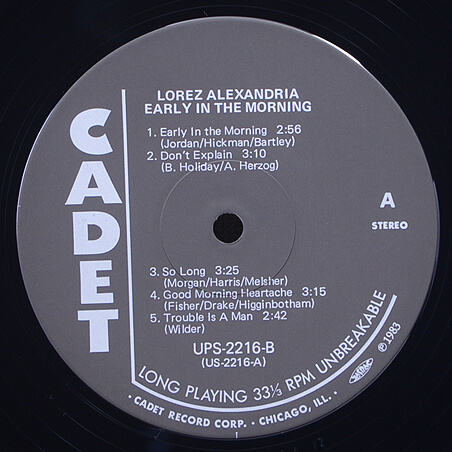 LOREZ ALEXANDRIA
EARLY IN THE MORNING
1. Early In the Morning 2:56
(Jordan/Hickman/Bartley)
2. Don't Explain 3:10
(B. Holiday/A. Herzog)
CADET
A
STEREO
3. So Long 3:25
(Morgan/Harris/Melsher)
4. Good Morning Heartache 3:15
(Fisher/Drake/Higginbotham)
5. Trouble Is A Man 2:42
(Wilder)
UPS-2216-B
(US-2216-A)
LONG PLAYING 33⅓ RPM UNBREAKABLE
℗ 1983
· CADET RECORD CORP. · CHICAGO, ILL. ·